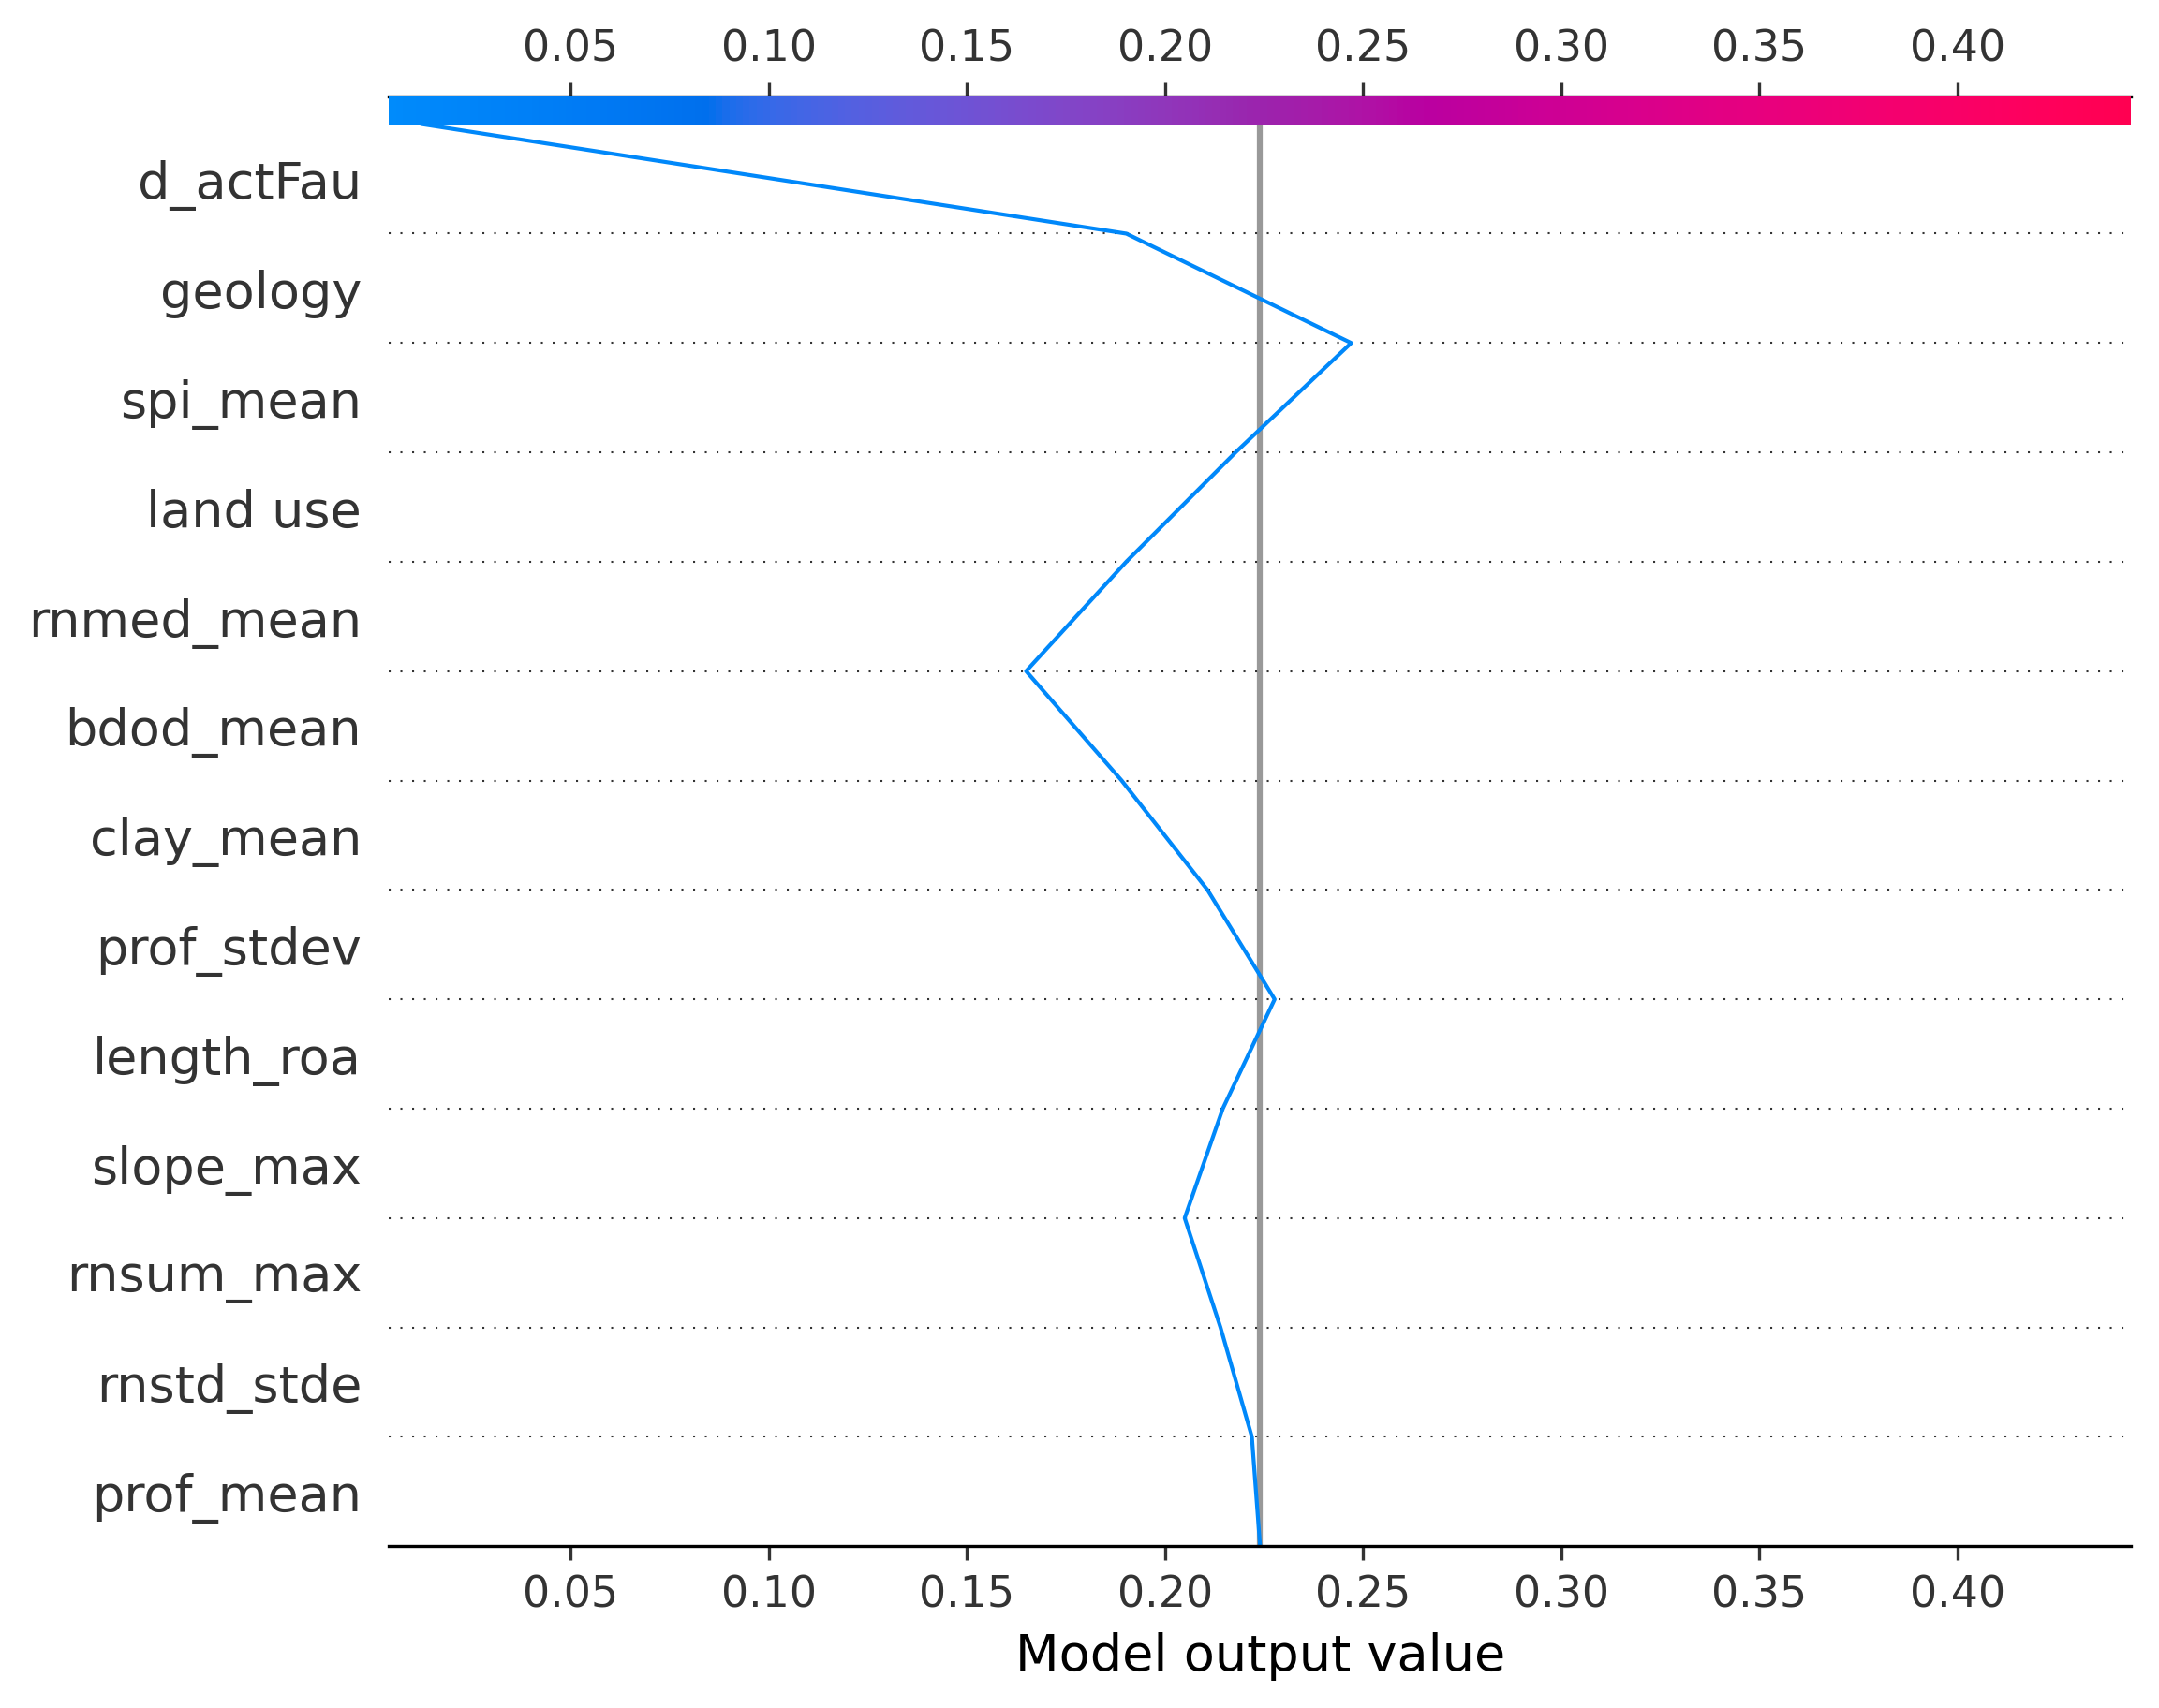 0.05 0.10 0.15 0.20 0.25 0.30 0.35 0.40
d_actFau
geology
spi_mean
land use
rnmed_mean
bdod_mean
clay_mean
prof_stdev
length_roa
slope_max
rnsum_max
rnstd_stde
prof_mean
0.05 0.10 0.15 0.20 0.25 0.30 0.35 0.40
Model output value